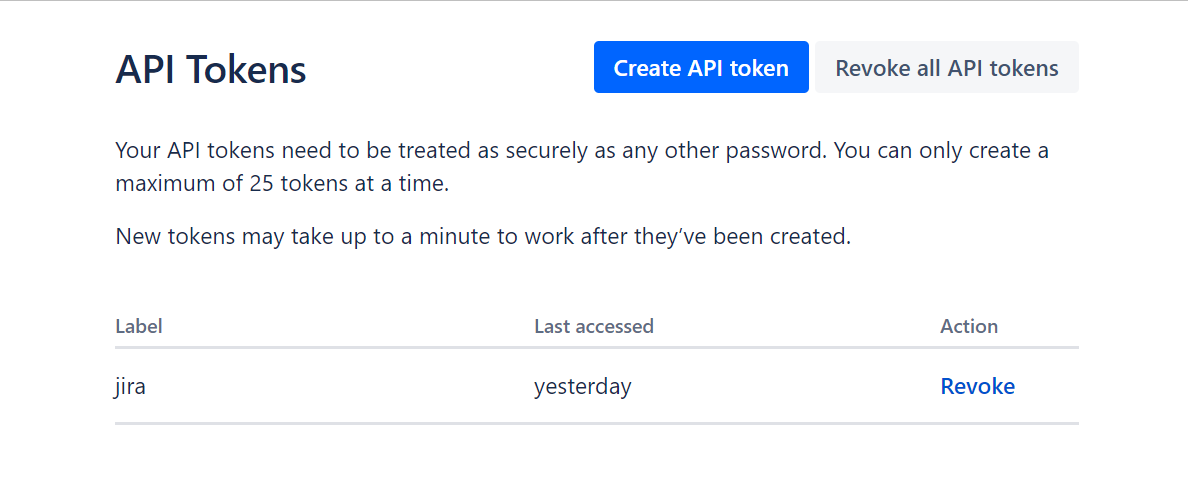 API Tokens
Create API token
Revoke all API tokens
Your API tokens need to be treated as securely as any other password. You can only create a
maximum of 25 tokens at a time.
New tokens may take up to a minute to work after they’ve been created.
Label Last accessed Action
jira yesterday Revoke